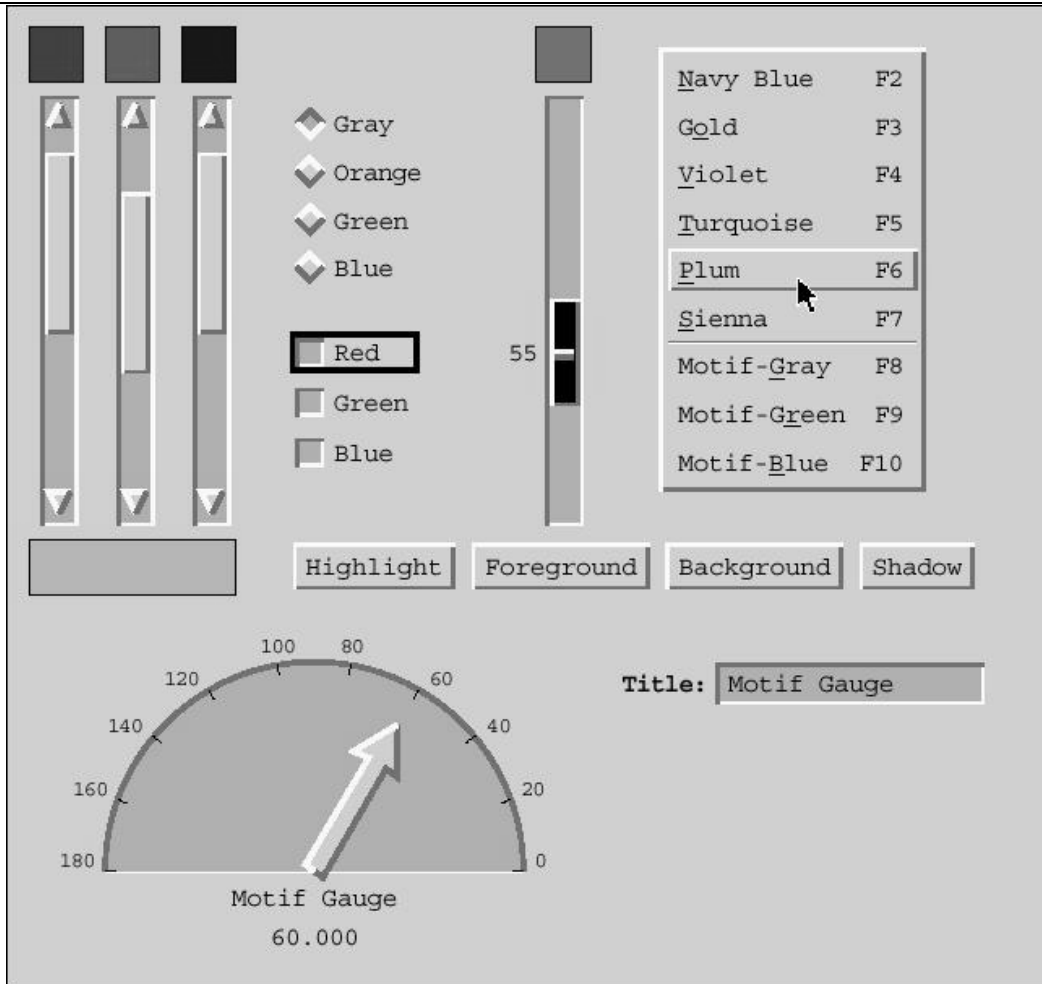 Gray
Orange
Green
Blue
Red
Green
Blue
55
Navy Blue F2
Gold F3
Violet F4
Turquoise F5
Plum F6
Sienna F7
Motif-Gray F8
Motif-Green F9
Motif-Blue F10
Highlight Foreground Background Shadow
100 80
120 60
140 40
160 20
180 0
Motif Gauge
60.000
Title: Motif Gauge